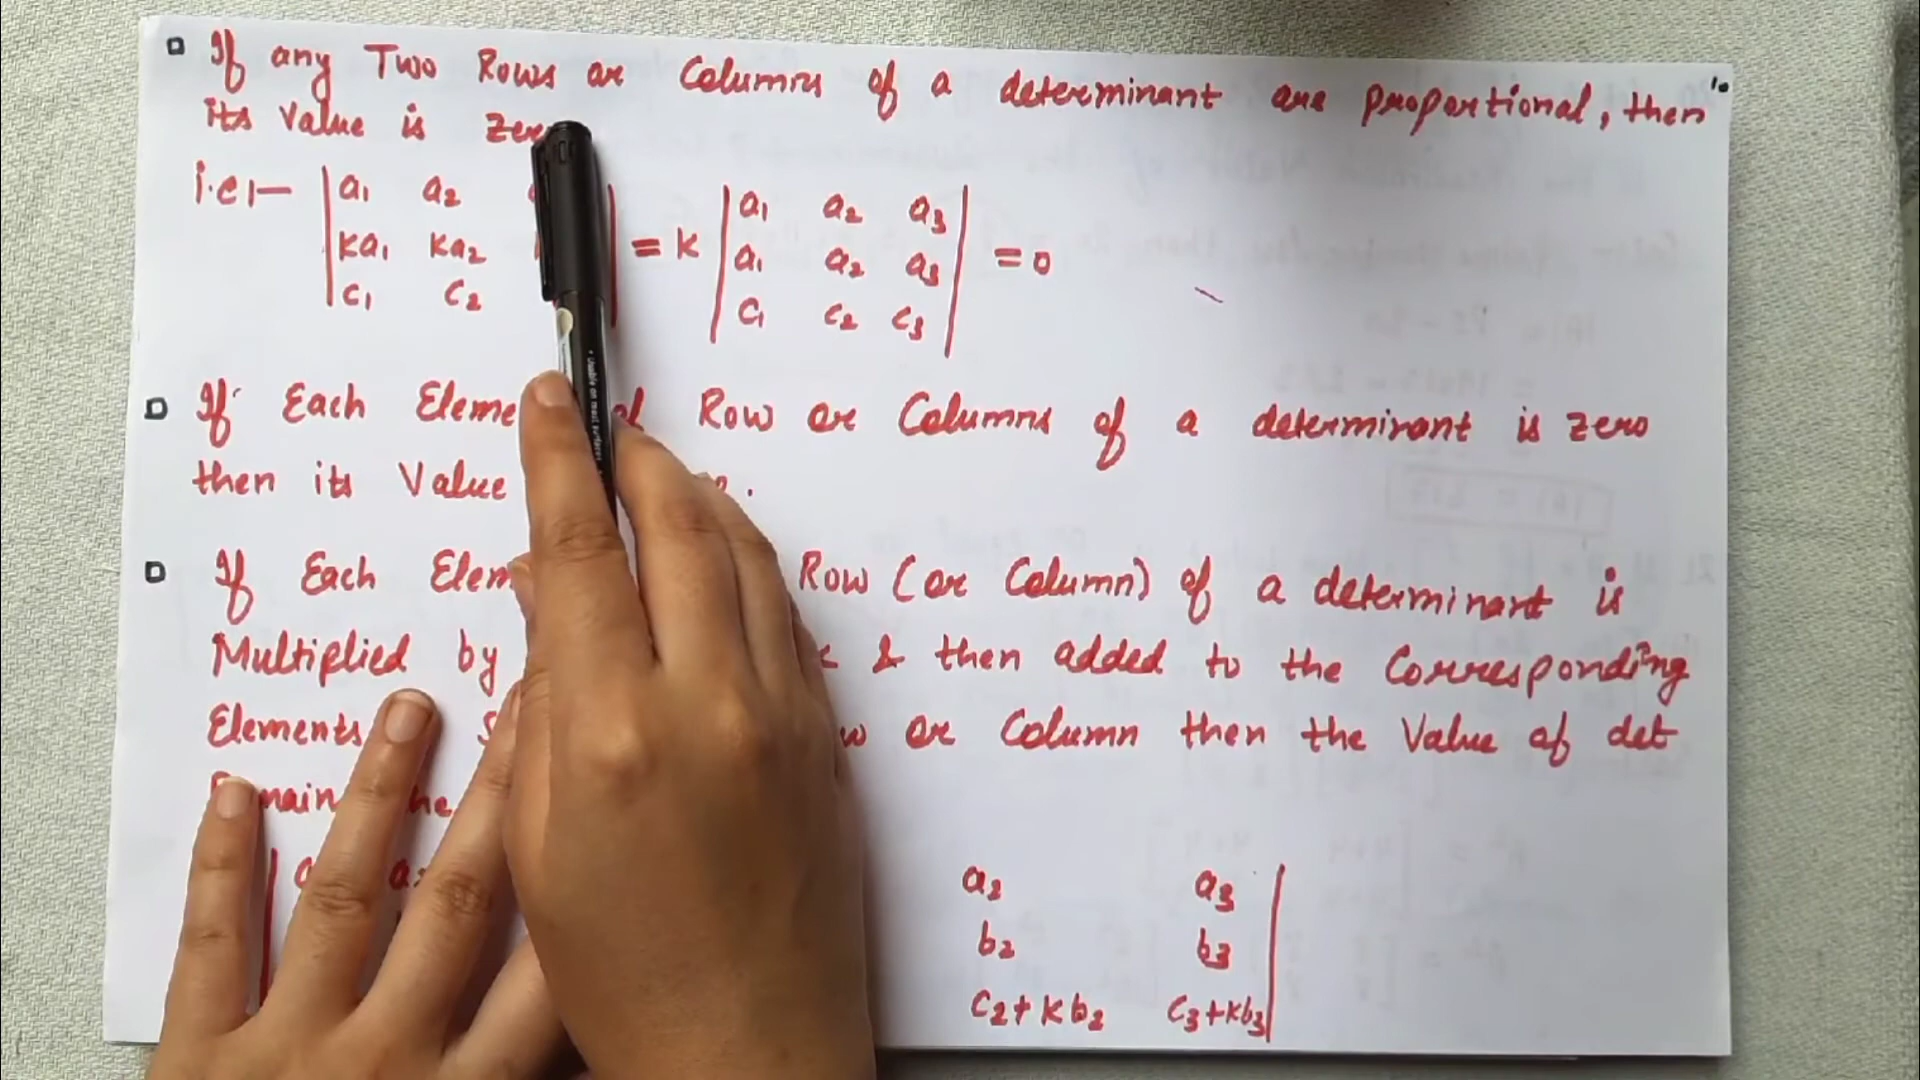 If any Two Rows or Columns of a determinant are proportional, then
its Value is
i.e,- | a1 a2
ka1 ka2
c1 c2 | = k | a1 a2 a3
a1 a2 a3
c1 c2 c3 | = 0
If Each Row or Columns of a determinant is zero
then its Value
If Each Row (or Column) of a determinant is
Multiplied by & then added to the Corresponding
Elements or Column then the Value of det
a2 a3
b2 b3
c2+kb2 c3+kb3